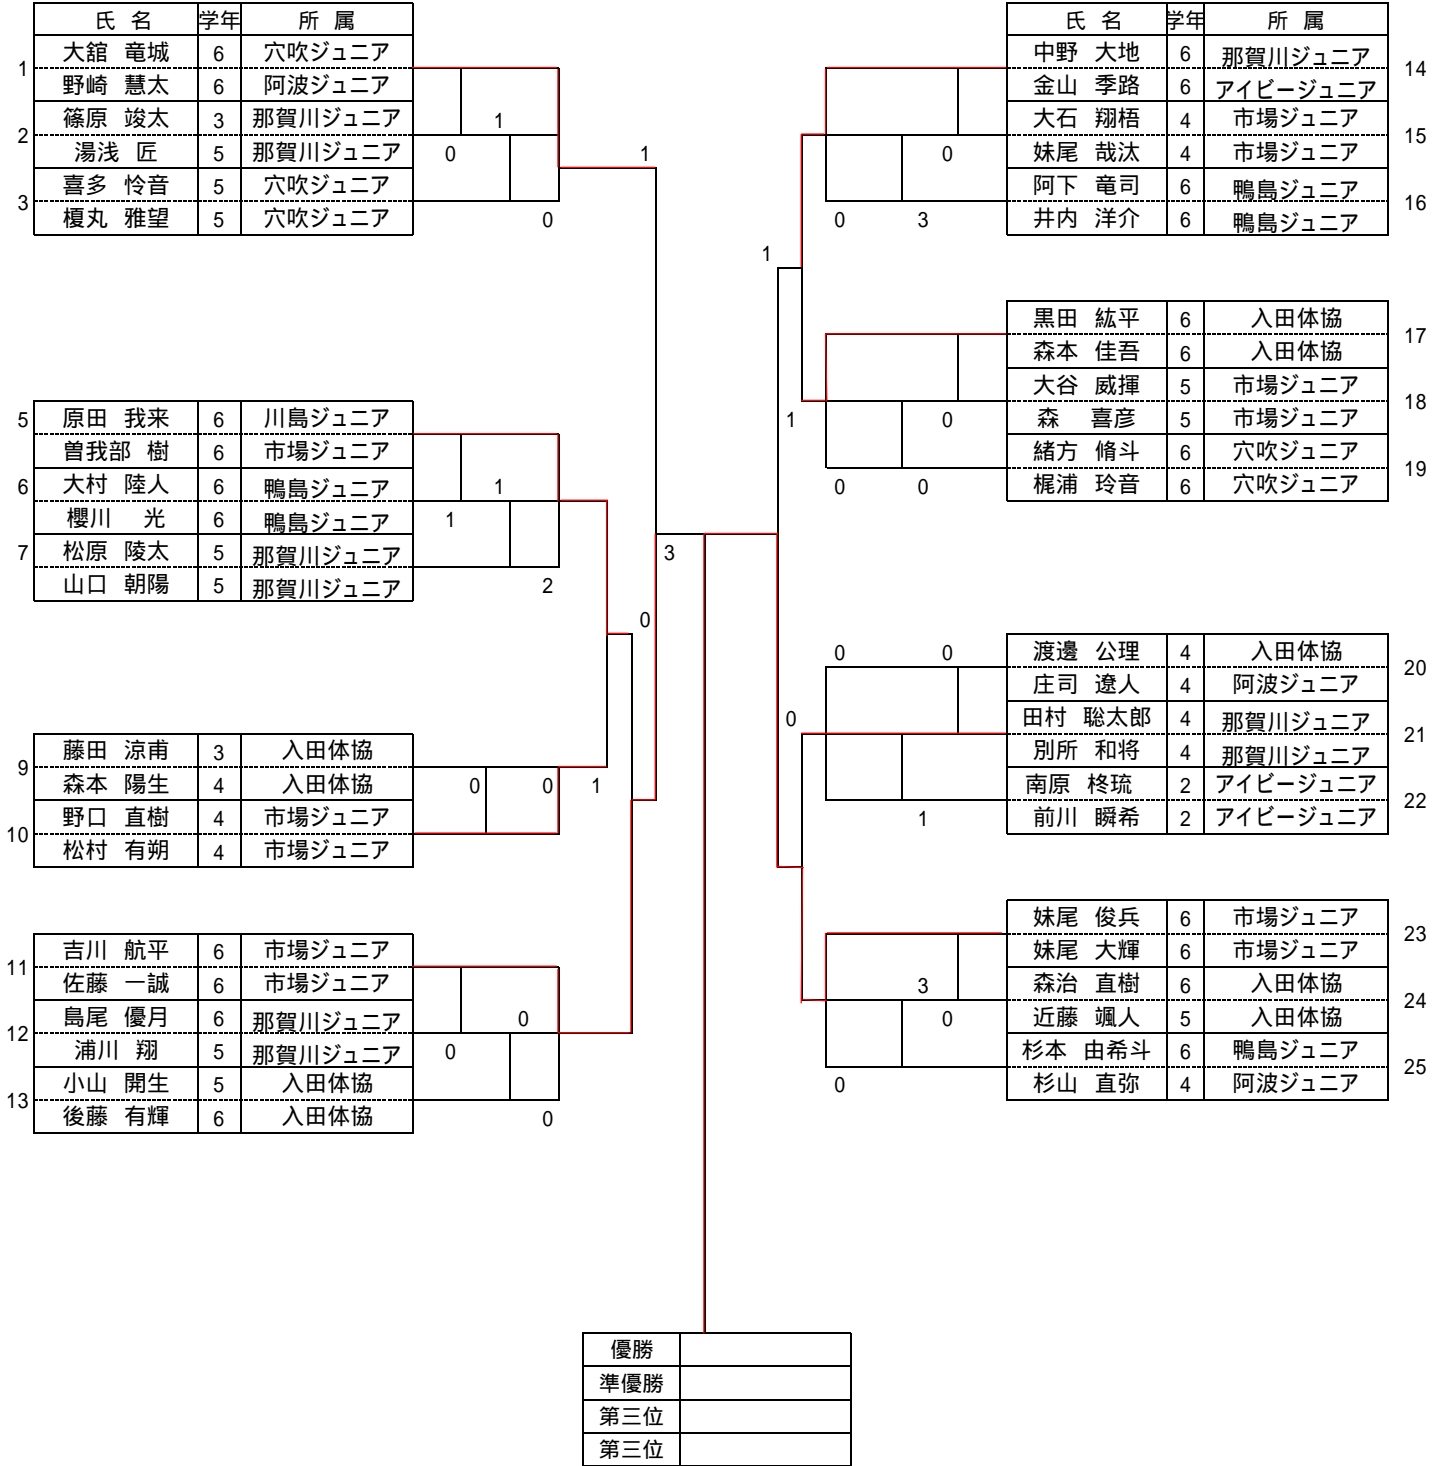 氏 名 学年 所 属
1
大舘 竜城 6 穴吹ジュニア
野崎 慧太 6 阿波ジュニア
2
篠原 竣太 3 那賀川ジュニア
湯浅 匠 5 那賀川ジュニア
3
喜多 怜音 5 穴吹ジュニア
榎丸 雅望 5 穴吹ジュニア
1
0
0
1
5
原田 我来 6 川島ジュニア
曽我部 樹 6 市場ジュニア
6
大村 陸人 6 鴨島ジュニア
櫻川 光 6 鴨島ジュニア
7
松原 陵太 5 那賀川ジュニア
山口 朝陽 5 那賀川ジュニア
1
1
2
0
9
藤田 涼甫 3 入田体協
森本 陽生 4 入田体協
10
野口 直樹 4 市場ジュニア
松村 有朔 4 市場ジュニア
0 0 1
11
吉川 航平 6 市場ジュニア
佐藤 一誠 6 市場ジュニア
12
島尾 優月 6 那賀川ジュニア
浦川 翔 5 那賀川ジュニア
13
小山 開生 5 入田体協
後藤 有輝 6 入田体協
0
0
0
3
氏 名 学年 所 属
中野 大地 6 那賀川ジュニア
金山 季路 6 アイビージュニア
14
大石 翔梧 4 市場ジュニア
妹尾 哉汰 4 市場ジュニア
15
阿下 竜司 6 鴨島ジュニア
井内 洋介 6 鴨島ジュニア
16
0
0 3
1
黒田 紘平 6 入田体協
森本 佳吾 6 入田体協
17
大谷 威揮 5 市場ジュニア
森 喜彦 5 市場ジュニア
18
緒方 脩斗 6 穴吹ジュニア
梶浦 玲音 6 穴吹ジュニア
19
1
0
0 0
渡邊 公理 4 入田体協
庄司 遼人 4 阿波ジュニア
20
田村 聡太郎 4 那賀川ジュニア
別所 和将 4 那賀川ジュニア
21
南原 柊琉 2 アイビージュニア
前川 瞬希 2 アイビージュニア
22
0 0
0
1
妹尾 俊兵 6 市場ジュニア
妹尾 大輝 6 市場ジュニア
23
森治 直樹 6 入田体協
近藤 颯人 5 入田体協
24
杉本 由希斗 6 鴨島ジュニア
杉山 直弥 4 阿波ジュニア
25
3
0
0
優勝
準優勝
第三位
第三位